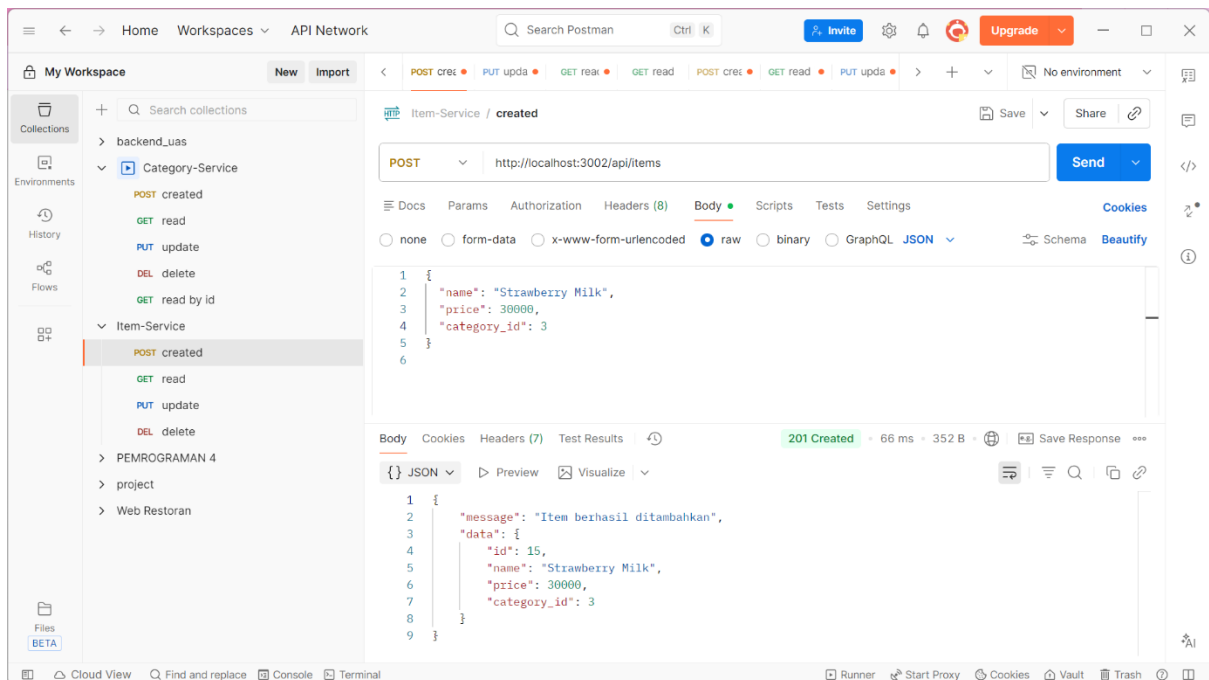 Home Workspaces API Network Search Postman Ctrl K Invite Upgrade
My Workspace New Import
POST crea PUT upda GET read GET read POST crea GET read PUT upda No environment
Collections
Environments
History
Flows
Files
BETA
Search collections
backend_uas
Category-Service
POST created
GET read
PUT update
DEL delete
GET read by id
Item-Service
POST created
GET read
PUT update
DEL delete
PEMROGRAMAN 4
project
Web Restoran
HTTP Item-Service / created Save Share
POST http://localhost:3002/api/items Send
Docs Params Authorization Headers (8) Body Scripts Tests Settings Cookies
none form-data x-www-form-urlencoded raw binary GraphQL JSON Schema Beautify
1 {
2 "name": "Strawberry Milk",
3 "price": 30000,
4 "category_id": 3
5 }
6
Body Cookies Headers (7) Test Results 201 Created 66 ms 352 B e.g. Save Response
{} JSON Preview Visualize
1 {
2 "message": "Item berhasil ditambahkan",
3 "data": {
4 "id": 15,
5 "name": "Strawberry Milk",
6 "price": 30000,
7 "category_id": 3
8 }
9 }
AI
Cloud View Find and replace Console Terminal Runner Start Proxy Cookies Vault Trash